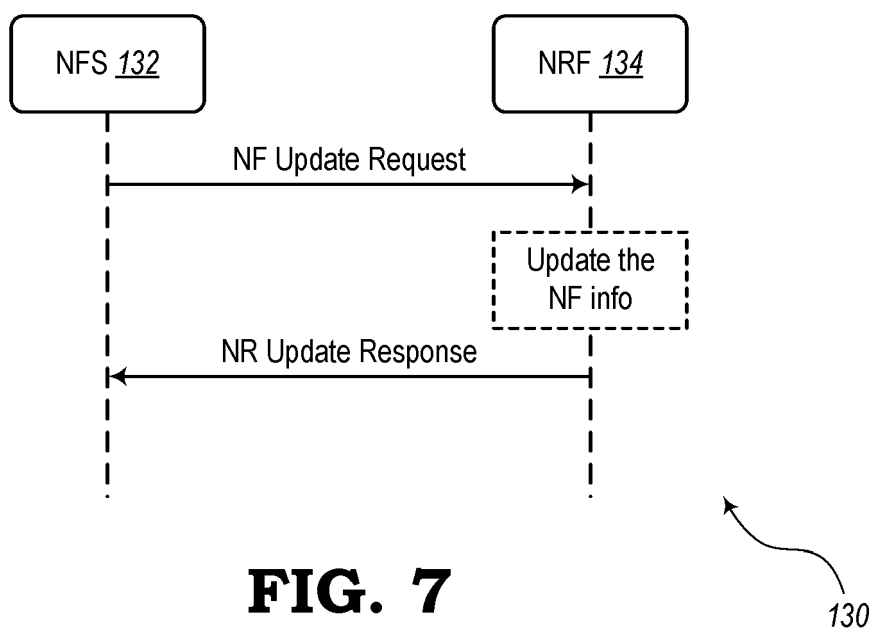 NFS 132
NRF 134
NF Update Request
Update the
NF info
NR Update Response
FIG. 7
130